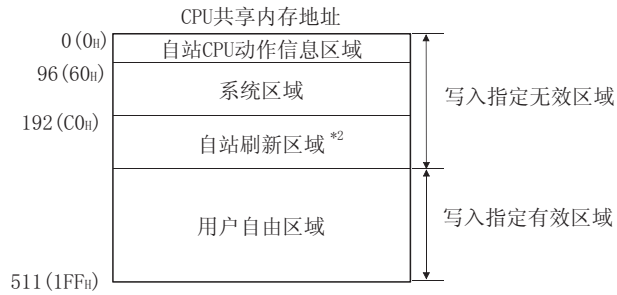 CPU共享内存地址
0(0H)
自站CPU动作信息区域
96(60H)
系统区域
写入指定无效区域
192(C0H)
自站刷新区域*2
用户自由区域
写入指定有效区域
511(1FFH)